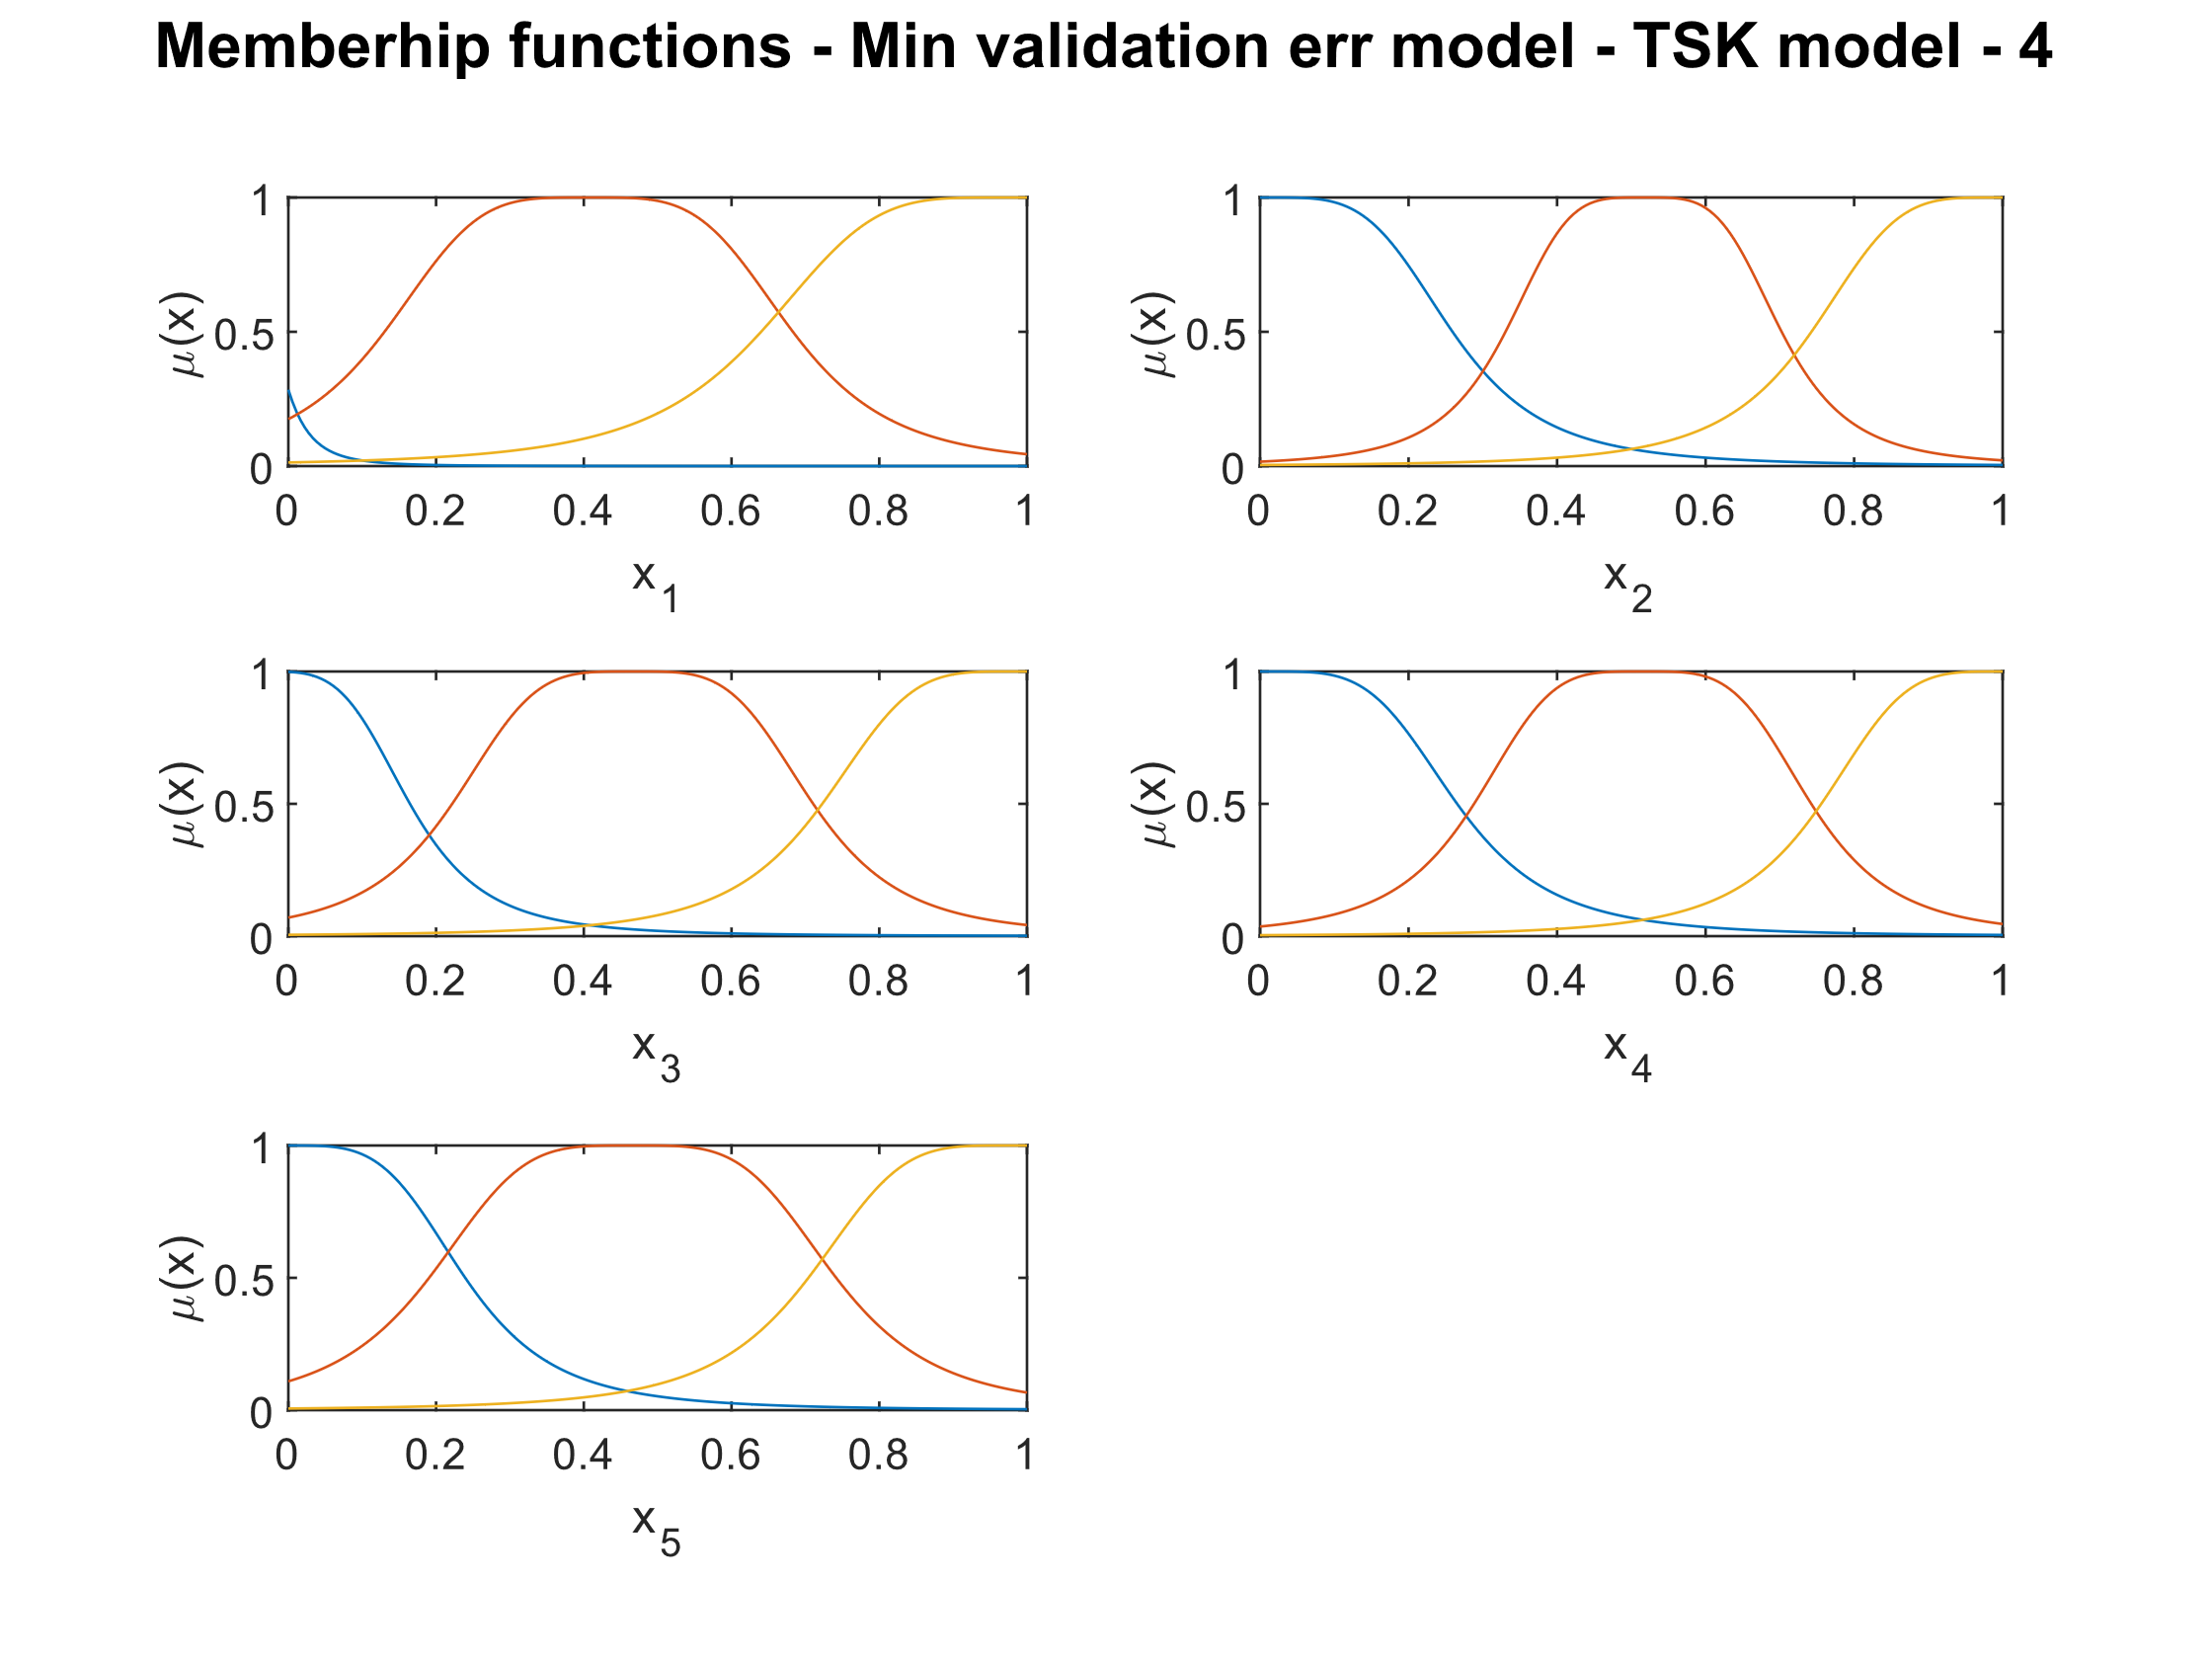 Memberhip functions - Min validation err model - TSK model - 4
1
0.5
0
μ(x)
0 0.2 0.4 0.6 0.8 1
x1
1
0.5
0
μ(x)
0 0.2 0.4 0.6 0.8 1
x2
1
0.5
0
μ(x)
0 0.2 0.4 0.6 0.8 1
x3
1
0.5
0
μ(x)
0 0.2 0.4 0.6 0.8 1
x4
1
0.5
0
μ(x)
0 0.2 0.4 0.6 0.8 1
x5